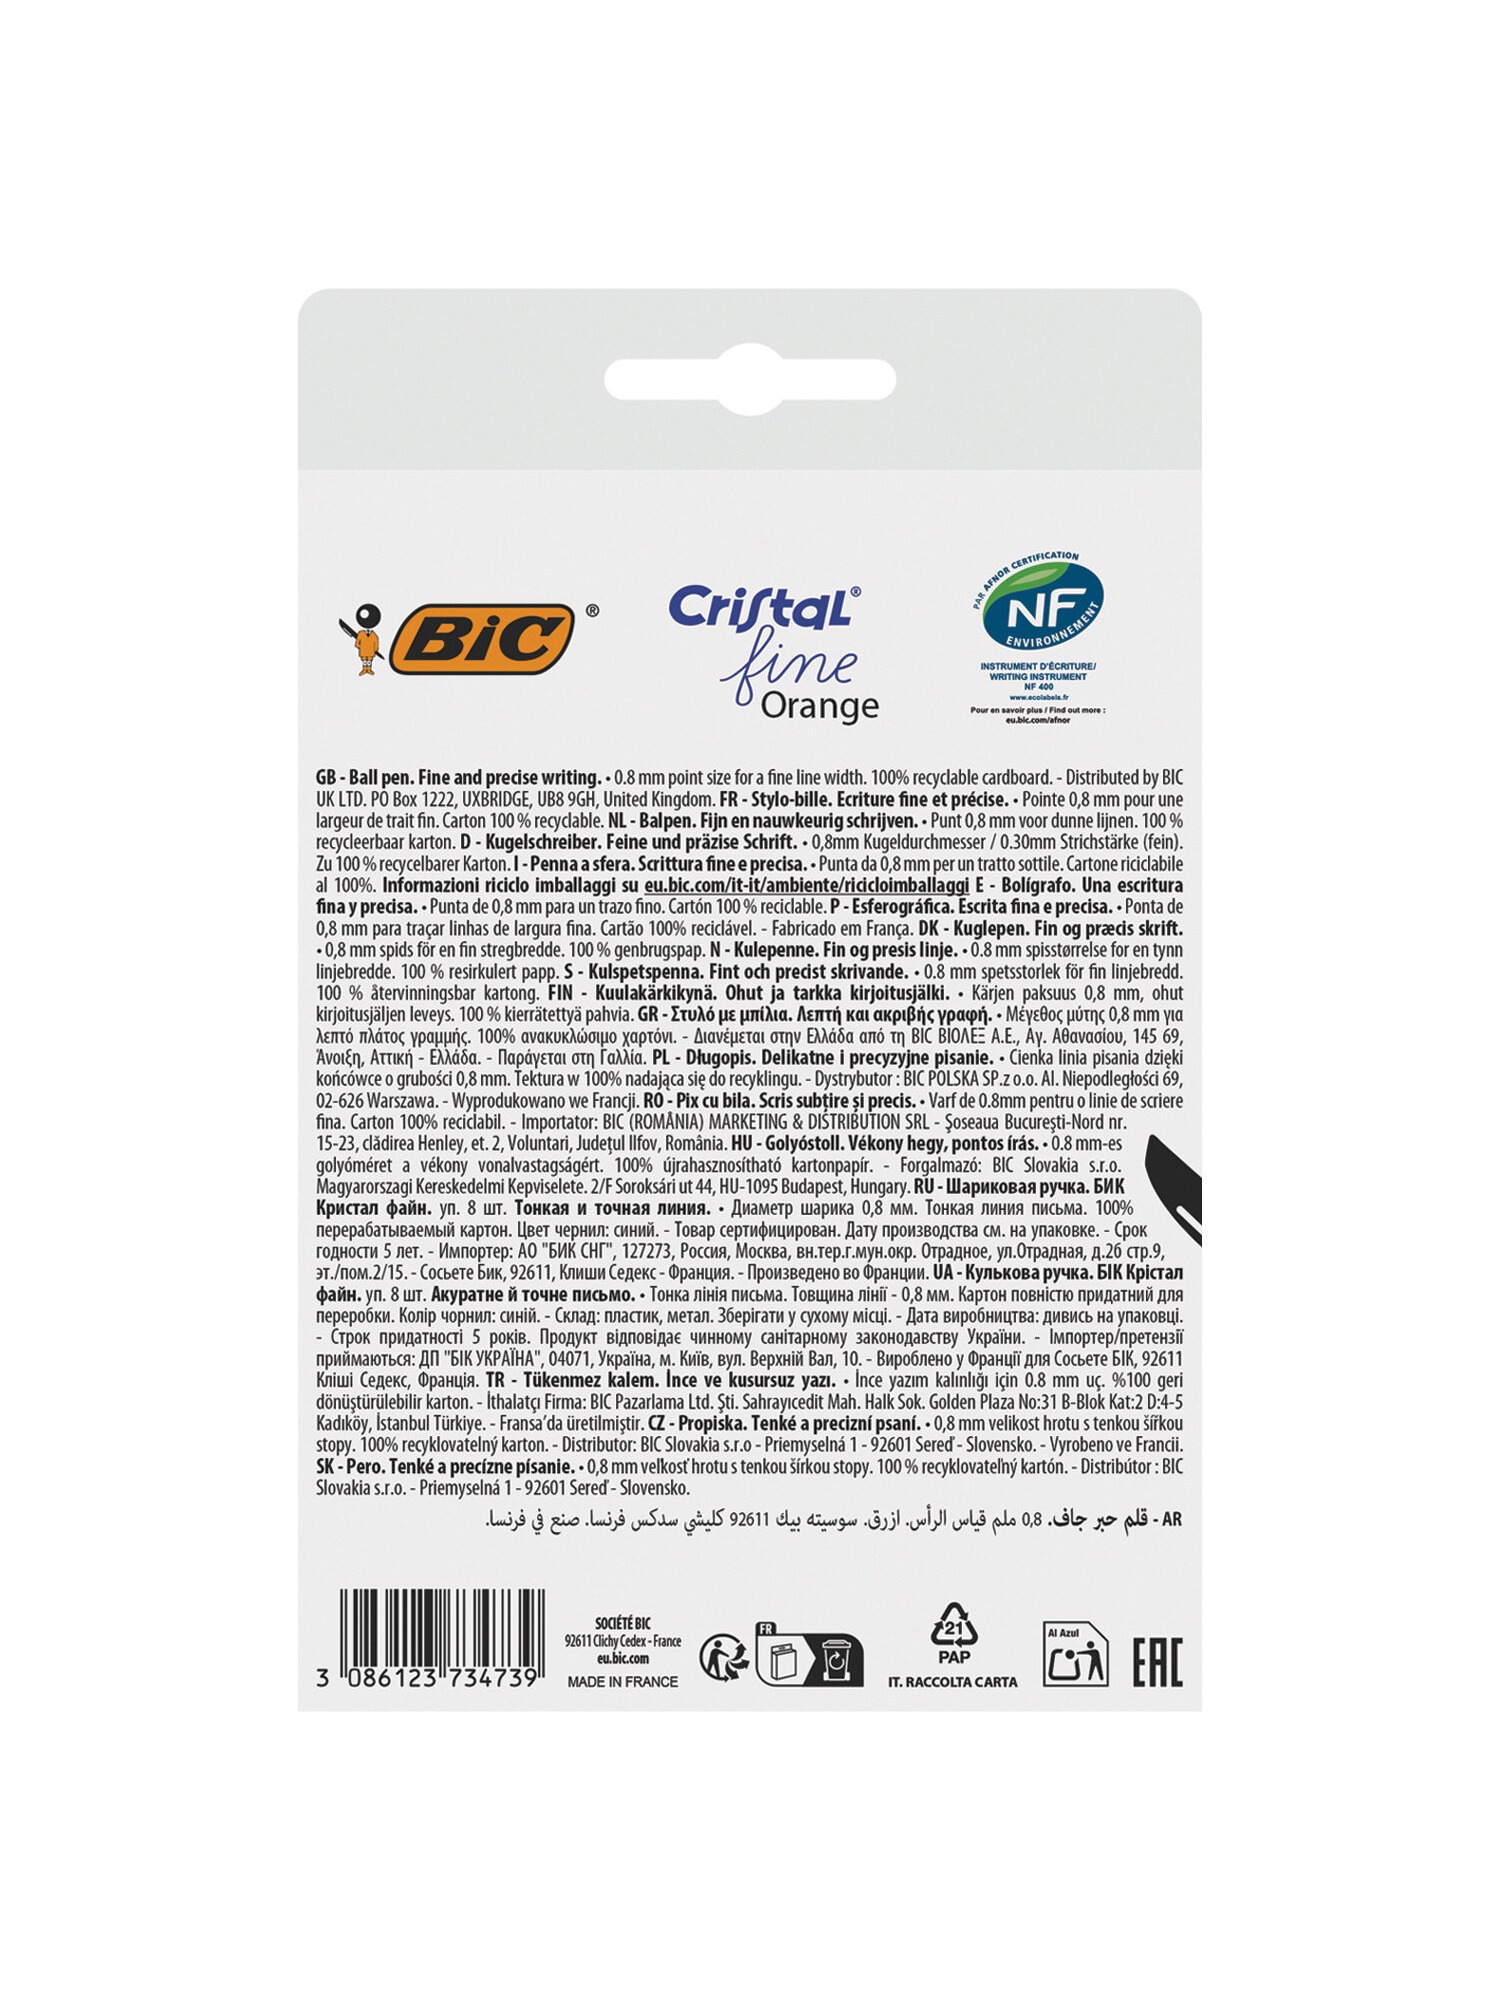 BiC®
Cristal®
fine
Orange
PAR AFNOR CERTIFICATION
NF
ENVIRONNEMENT
INSTRUMENT D'ÉCRITURE/
WRITING INSTRUMENT
NF 400
www.ecolabels.fr
Pour en savoir plus / Find out more :
eu.bic.com/afnor
GB - Ball pen. Fine and precise writing. • 0.8 mm point size for a fine line width. 100% recyclable cardboard. - Distributed by BIC
UK LTD. PO Box 1222, UXBRIDGE, UB8 9GH, United Kingdom. FR - Stylo-bille. Ecriture fine et précise. • Pointe 0,8 mm pour une
largeur de trait fin. Carton 100 % recyclable. NL - Balpen. Fijn en nauwkeurig schrijven. • Punt 0,8 mm voor dunne lijnen. 100 %
recycleerbaar karton. D - Kugelschreiber. Feine und präzise Schrift. • 0,8mm Kugeldurchmesser / 0.30mm Strichstärke (fein).
Zu 100 % recycelbarer Karton. I - Penna a sfera. Scrittura fine e precisa. • Punta da 0,8 mm per un tratto sottile. Cartone riciclabile
al 100%. Informazioni riciclo imballaggi su eu.bic.com/it-it/ambiente/ricicloimballaggi E - Bolígrafo. Una escritura
fina y precisa. • Punta de 0,8 mm para un trazo fino. Cartón 100 % reciclable. P - Esferográfica. Escrita fina e precisa. • Ponta de
0,8 mm para traçar linhas de largura fina. Cartão 100% reciclável. - Fabricado em França. DK - Kuglepen. Fin og præcis skrift.
• 0,8 mm spids för en fin stregbredde. 100 % genbrugspap. N - Kulepenne. Fin og presis linje. • 0.8 mm spisstørrelse for en tynn
linjebredde. 100 % resirkulert papp. S - Kulspetspenna. Fint och precist skrivande. • 0.8 mm spetsstorlek för fin linjebredd.
100 % återvinningsbar kartong. FIN - Kuulakärkikynä. Ohut ja tarkka kirjoitusjälki. • Kärjen paksuus 0,8 mm, ohut
kirjoitusjäljen leveys. 100 % kierrätettyä pahvia. GR - Στυλό με μπίλια. Λεπτή και ακριβής γραφή. • Μέγεθος μύτης 0,8 mm για
λεπτό πλάτος γραμμής. 100% ανακυκλώσιμο χαρτόνι. - Διανέμεται στην Ελλάδα από τη BIC ΒΙΟΛΕΞ Α.Ε., Αγ. Αθανασίου, 145 69,
Άνοιξη, Αττική - Ελλάδα. - Παράγεται στη Γαλλία. PL - Długopis. Delikatne i precyzyjne pisanie. • Cienka linia pisania dzięki
końcówce o grubości 0,8 mm. Tektura w 100% nadająca się do recyklingu. - Dystrybutor : BIC POLSKA SP.z o.o. Al. Niepodległości 69,
02-626 Warszawa. - Wyprodukowano we Francji. RO - Pix cu bila. Scris subțire și precis. • Varf de 0.8mm pentru o linie de scriere
fina. Carton 100% reciclabil. - Importator: BIC (ROMÂNIA) MARKETING & DISTRIBUTION SRL - Șoseaua București-Nord nr.
15-23, clădirea Henley, et. 2, Voluntari, Județul Ilfov, România. HU - Golyóstoll. Vékony hegy, pontos írás. • 0.8 mm-es
golyóméret a vékony vonalvastagságért. 100% újrahasznosítható kartonpapír. - Forgalmazó: BIC Slovakia s.r.o.
Magyarorszagi Kereskedelmi Kepviselete. 2/F Soroksári ut 44, HU-1095 Budapest, Hungary. RU - Шариковая ручка. БИК
Кристал файн. уп. 8 шт. Тонкая и точная линия. • Диаметр шарика 0,8 мм. Тонкая линия письма. 100%
перерабатываемый картон. Цвет чернил: синий. - Товар сертифицирован. Дату производства см. на упаковке. - Срок
годности 5 лет. - Импортер: АО "БИК СНГ", 127273, Россия, Москва, вн.тер.г.мун.окр. Отрадное, ул.Отрадная, д.2б стр.9,
эт./пом.2/15. - Сосьете Бик, 92611, Клиши Седекс - Франция. - Произведено во Франции. UA - Кулькова ручка. БІК Крістал
файн. уп. 8 шт. Акуратне й точне письмо. • Тонка лінія письма. Товщина лінії - 0,8 мм. Картон повністю придатний для
переробки. Колір чорнил: синій. - Склад: пластик, метал. Зберігати у сухому місці. - Дата виробництва: дивись на упаковці.
- Строк придатності 5 років. Продукт відповідає чинному санітарному законодавству України. - Імпортер/претензії
приймаються: ДП "БІК УКРАЇНА", 04071, Україна, м. Київ, вул. Верхній Вал, 10. - Вироблено у Франції для Сосьете БІК, 92611
Кліші Седекс, Франція. TR - Tükenmez kalem. İnce ve kusursuz yazı. • İnce yazım kalınlığı için 0.8 mm uç. %100 geri
dönüştürülebilir karton. - İthalatçı Firma: BIC Pazarlama Ltd. Şti. Sahrayıcedit Mah. Halk Sok. Golden Plaza No:31 B-Blok Kat:2 D:4-5
Kadıköy, İstanbul Türkiye. - Fransa'da üretilmiştir. CZ - Propiska. Tenké a precizní psaní. • 0,8 mm velikost hrotu s tenkou šířkou
stopy. 100% recyklovatelný karton. - Distributor: BIC Slovakia s.r.o - Priemyselná 1 - 92601 Sereď - Slovensko. - Vyrobeno ve Francii.
SK - Pero. Tenké a precízne písanie. • 0,8 mm veľkosť hrotu s tenkou šírkou stopy. 100 % recyklovateľný kartón. - Distribútor : BIC
Slovakia s.r.o. - Priemyselná 1 - 92601 Sereď - Slovensko.
AR - قلم حبر جاف. 0,8 ملم قياس الرأس. ازرق. سوسيته بيك 92611 كليشي سدكس فرنسا. صنع في فرنسا.
3 086123 734739
SOCIÉTÉ BIC
92611 Clichy Cedex - France
eu.bic.com
MADE IN FRANCE
FR
21
PAP
IT. RACCOLTA CARTA
Al Azul
EAC